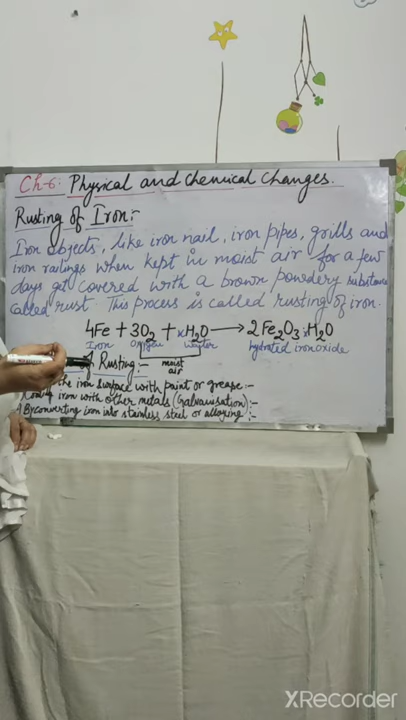 Ch-6: Physical and Chemical Changes.
Rusting of Iron:-
Iron objects, like iron nail, iron pipes, grills and
iron railings when kept in moist air for a few
days get covered with a brown powdery substance
called rust. This process is called rusting of iron.
4Fe + 3O2 + xH2O → 2Fe2O3.xH2O
Iron Oxygen water hydrated iron oxide
moist
air
of Rusting:-
the iron surface with paint or grease:-
of iron with other metals (Galvanisation):-
By converting iron into stainless steel or alloying:-
XRecorder